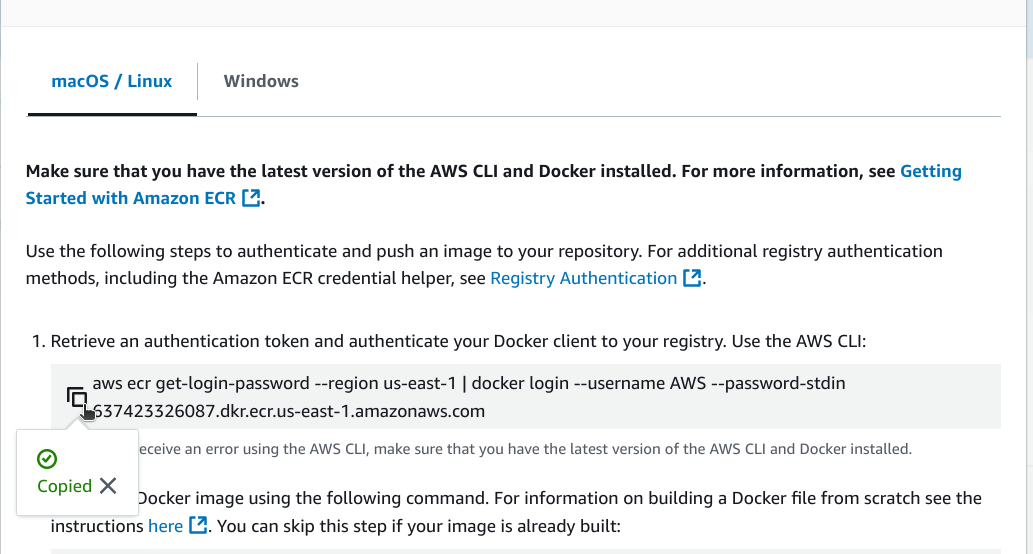 macOS / Linux
Windows
Make sure that you have the latest version of the AWS CLI and Docker installed. For more information, see Getting
Started with Amazon ECR .
Use the following steps to authenticate and push an image to your repository. For additional registry authentication
methods, including the Amazon ECR credential helper, see Registry Authentication .
1. Retrieve an authentication token and authenticate your Docker client to your registry. Use the AWS CLI:
aws ecr get-login-password --region us-east-1 | docker login --username AWS --password-stdin
637423326087.dkr.ecr.us-east-1.amazonaws.com
eceive an error using the AWS CLI, make sure that you have the latest version of the AWS CLI and Docker installed.
Copied
Docker image using the following command. For information on building a Docker file from scratch see the
instructions here . You can skip this step if your image is already built: